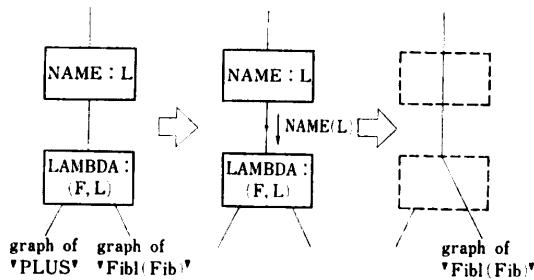 NAME : L
LAMBDA :
(F, L)
graph of
"PLUS"
graph of
"Fibl(Fib)"
NAME : L
NAME(L)
LAMBDA :
(F, L)
graph of
"Fibl(Fib)"